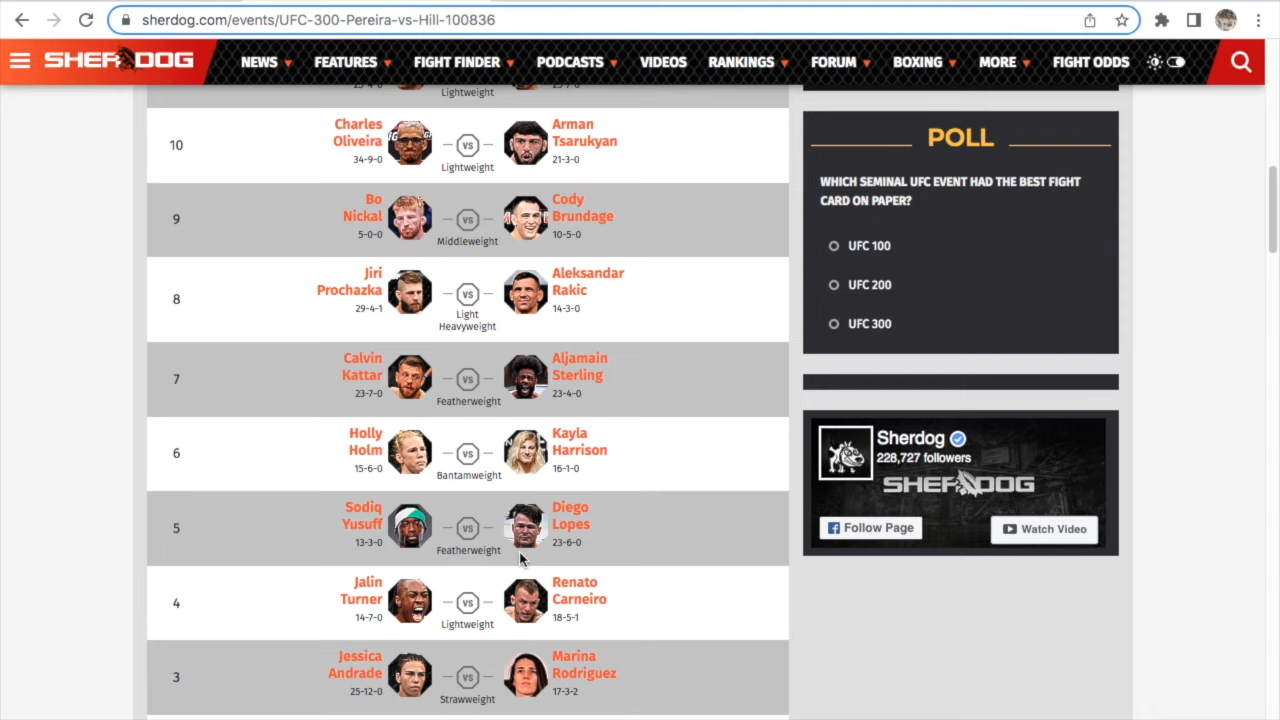 sherdog.com/events/UFC-300-Pereira-vs-Hill-100836
SHERDOG
NEWS FEATURES FIGHT FINDER PODCASTS VIDEOS RANKINGS FORUM BOXING MORE FIGHT ODDS
Lightweight
10
Charles
Oliveira
34-9-0
VS
Lightweight
Arman
Tsarukyan
21-3-0
9
Bo
Nickal
5-0-0
VS
Middleweight
Cody
Brundage
10-5-0
8
Jiri
Prochazka
29-4-1
VS
Light
Heavyweight
Aleksandar
Rakic
14-3-0
7
Calvin
Kattar
23-7-0
VS
Featherweight
Aljamain
Sterling
23-4-0
6
Holly
Holm
15-6-0
VS
Bantamweight
Kayla
Harrison
16-1-0
5
Sodiq
Yusuff
13-3-0
VS
Featherweight
Diego
Lopes
23-6-0
4
Jalin
Turner
14-7-0
VS
Lightweight
Renato
Carneiro
18-5-1
3
Jessica
Andrade
25-12-0
VS
Strawweight
Marina
Rodriguez
17-3-2
POLL
WHICH SEMINAL UFC EVENT HAD THE BEST FIGHT
CARD ON PAPER?
UFC 100
UFC 200
UFC 300
Sherdog
228,727 followers
SHERDOG
Follow Page
Watch Video